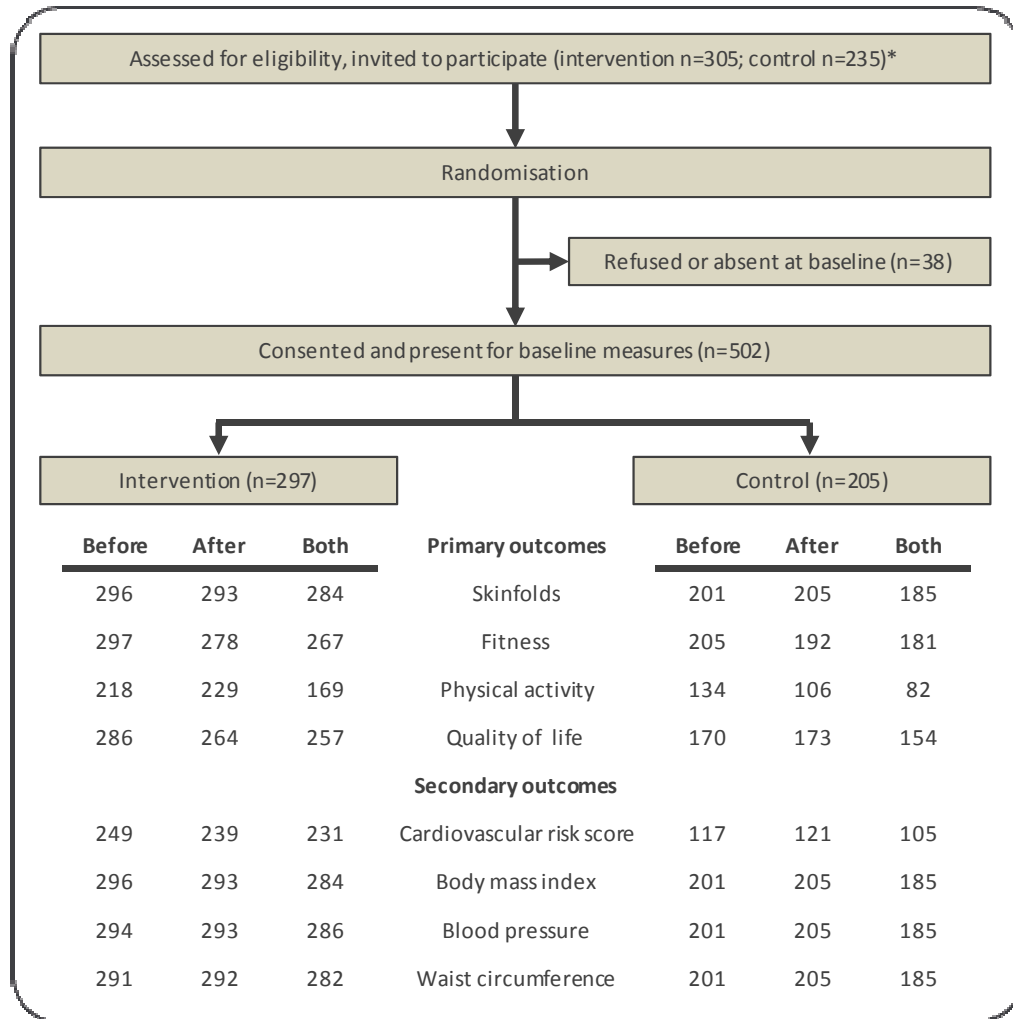 Assessed for eligibility, invited to participate (intervention n=305; control n=235)*
Randomisation
Refused or absent at baseline (n=38)
Consented and present for baseline measures (n=502)
Intervention (n=297) Control (n=205)
Before After Both Primary outcomes Before After Both
296 293 284 Skinfolds 201 205 185
297 278 267 Fitness 205 192 181
218 229 169 Physical activity 134 106 82
286 264 257 Quality of life 170 173 154
Secondary outcomes
249 239 231 Cardiovascular risk score 117 121 105
296 293 284 Body mass index 201 205 185
294 293 286 Blood pressure 201 205 185
291 292 282 Waist circumference 201 205 185